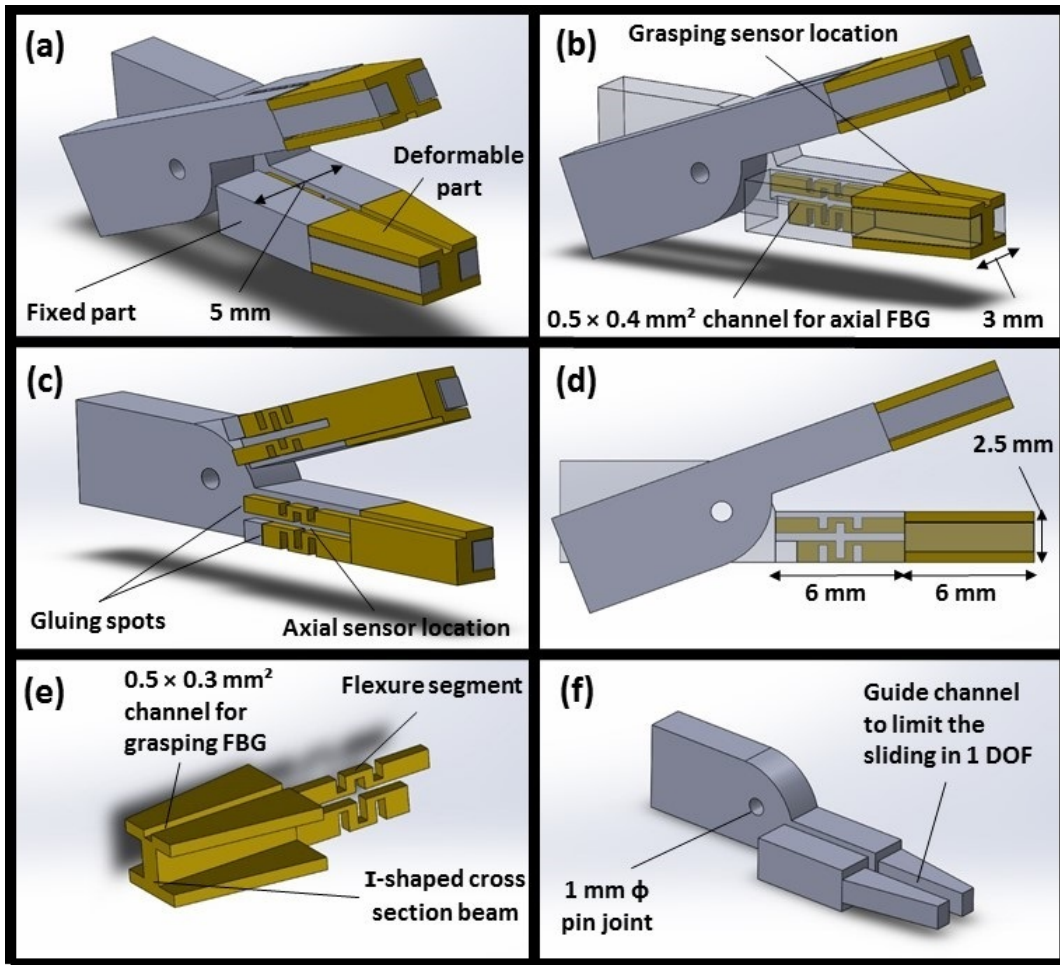 (a)
Deformable
part
Fixed part
5 mm
(b)
Grasping sensor location
0.5 × 0.4 mm² channel for axial FBG
3 mm
(c)
Gluing spots
Axial sensor location
(d)
2.5 mm
6 mm
6 mm
(e)
0.5 × 0.3 mm²
channel for
grasping FBG
Flexure segment
I-shaped cross
section beam
(f)
Guide channel
to limit the
sliding in 1 DOF
1 mm ϕ
pin joint